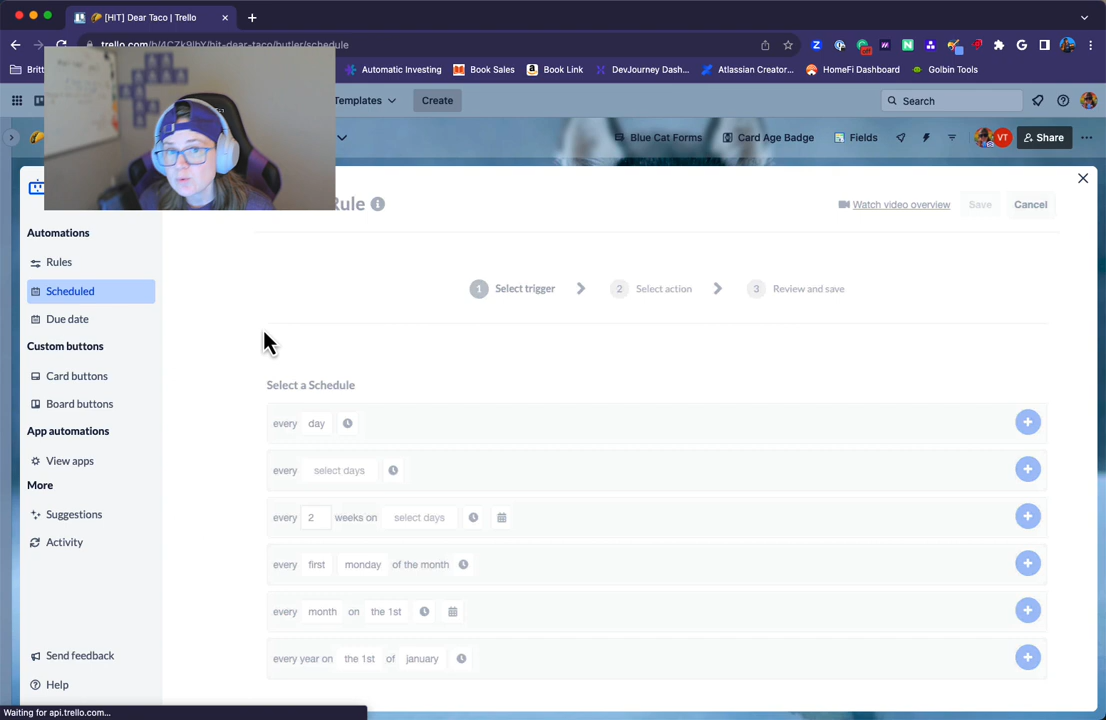 [HIT] Dear Taco | Trello
trello.com/b/4CZk9lbY/hit-dear-taco/butler/schedule
Britt
Automatic Investing
Book Sales
Book Link
DevJourney Dash...
Atlassian Creator...
HomeFi Dashboard
Golbin Tools
Templates
Create
Search
Blue Cat Forms
Card Age Badge
Fields
VT
Share
Rule
Watch video overview
Save
Cancel
Automations
Rules
Scheduled
Due date
Custom buttons
Card buttons
Board buttons
App automations
View apps
More
Suggestions
Activity
Send feedback
Help
1 Select trigger
2 Select action
3 Review and save
Select a Schedule
every day
every select days
every 2 weeks on select days
every first monday of the month
every month on the 1st
every year on the 1st of january
Waiting for api.trello.com...